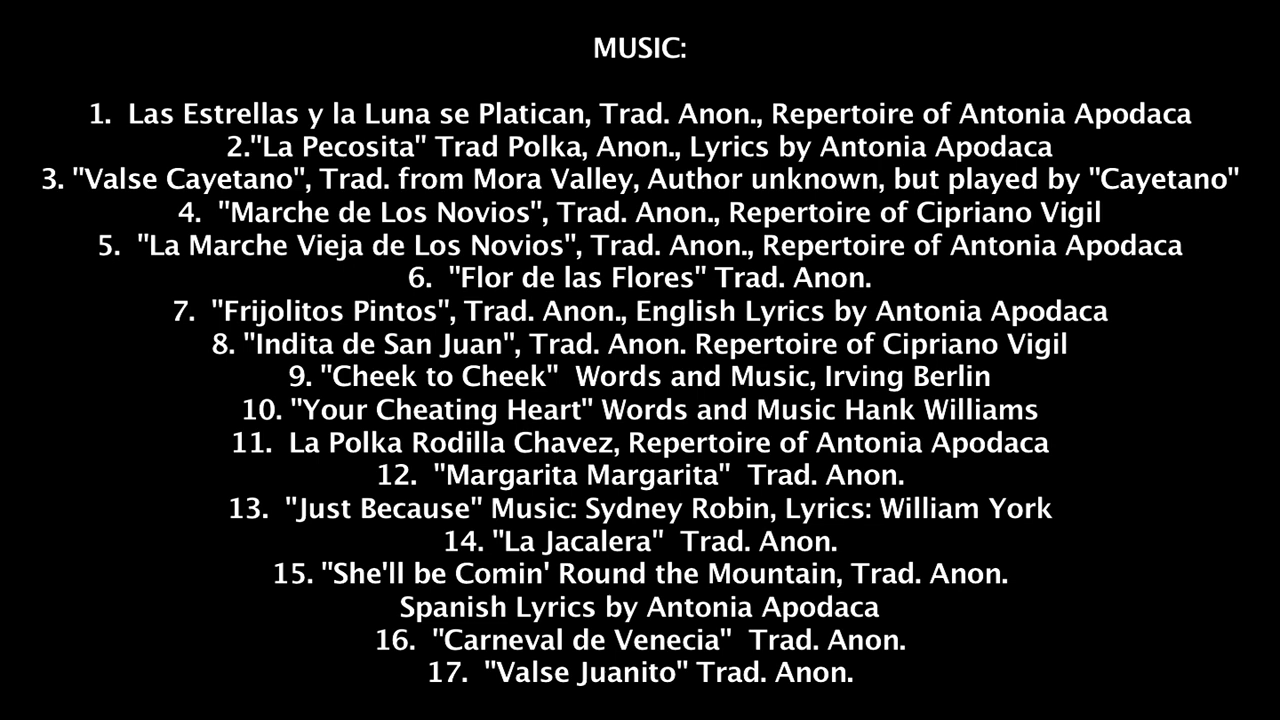 MUSIC:
1. Las Estrellas y la Luna se Platican, Trad. Anon., Repertoire of Antonia Apodaca
2."La Pecosita" Trad Polka, Anon., Lyrics by Antonia Apodaca
3. "Valse Cayetano", Trad. from Mora Valley, Author unknown, but played by "Cayetano"
4. "Marche de Los Novios", Trad. Anon., Repertoire of Cipriano Vigil
5. "La Marche Vieja de Los Novios", Trad. Anon., Repertoire of Antonia Apodaca
6. "Flor de las Flores" Trad. Anon.
7. "Frijolitos Pintos", Trad. Anon., English Lyrics by Antonia Apodaca
8. "Indita de San Juan", Trad. Anon. Repertoire of Cipriano Vigil
9. "Cheek to Cheek" Words and Music, Irving Berlin
10. "Your Cheating Heart" Words and Music Hank Williams
11. La Polka Rodilla Chavez, Repertoire of Antonia Apodaca
12. "Margarita Margarita" Trad. Anon.
13. "Just Because" Music: Sydney Robin, Lyrics: William York
14. "La Jacalera" Trad. Anon.
15. "She'll be Comin' Round the Mountain, Trad. Anon.
Spanish Lyrics by Antonia Apodaca
16. "Carneval de Venecia" Trad. Anon.
17. "Valse Juanito" Trad. Anon.